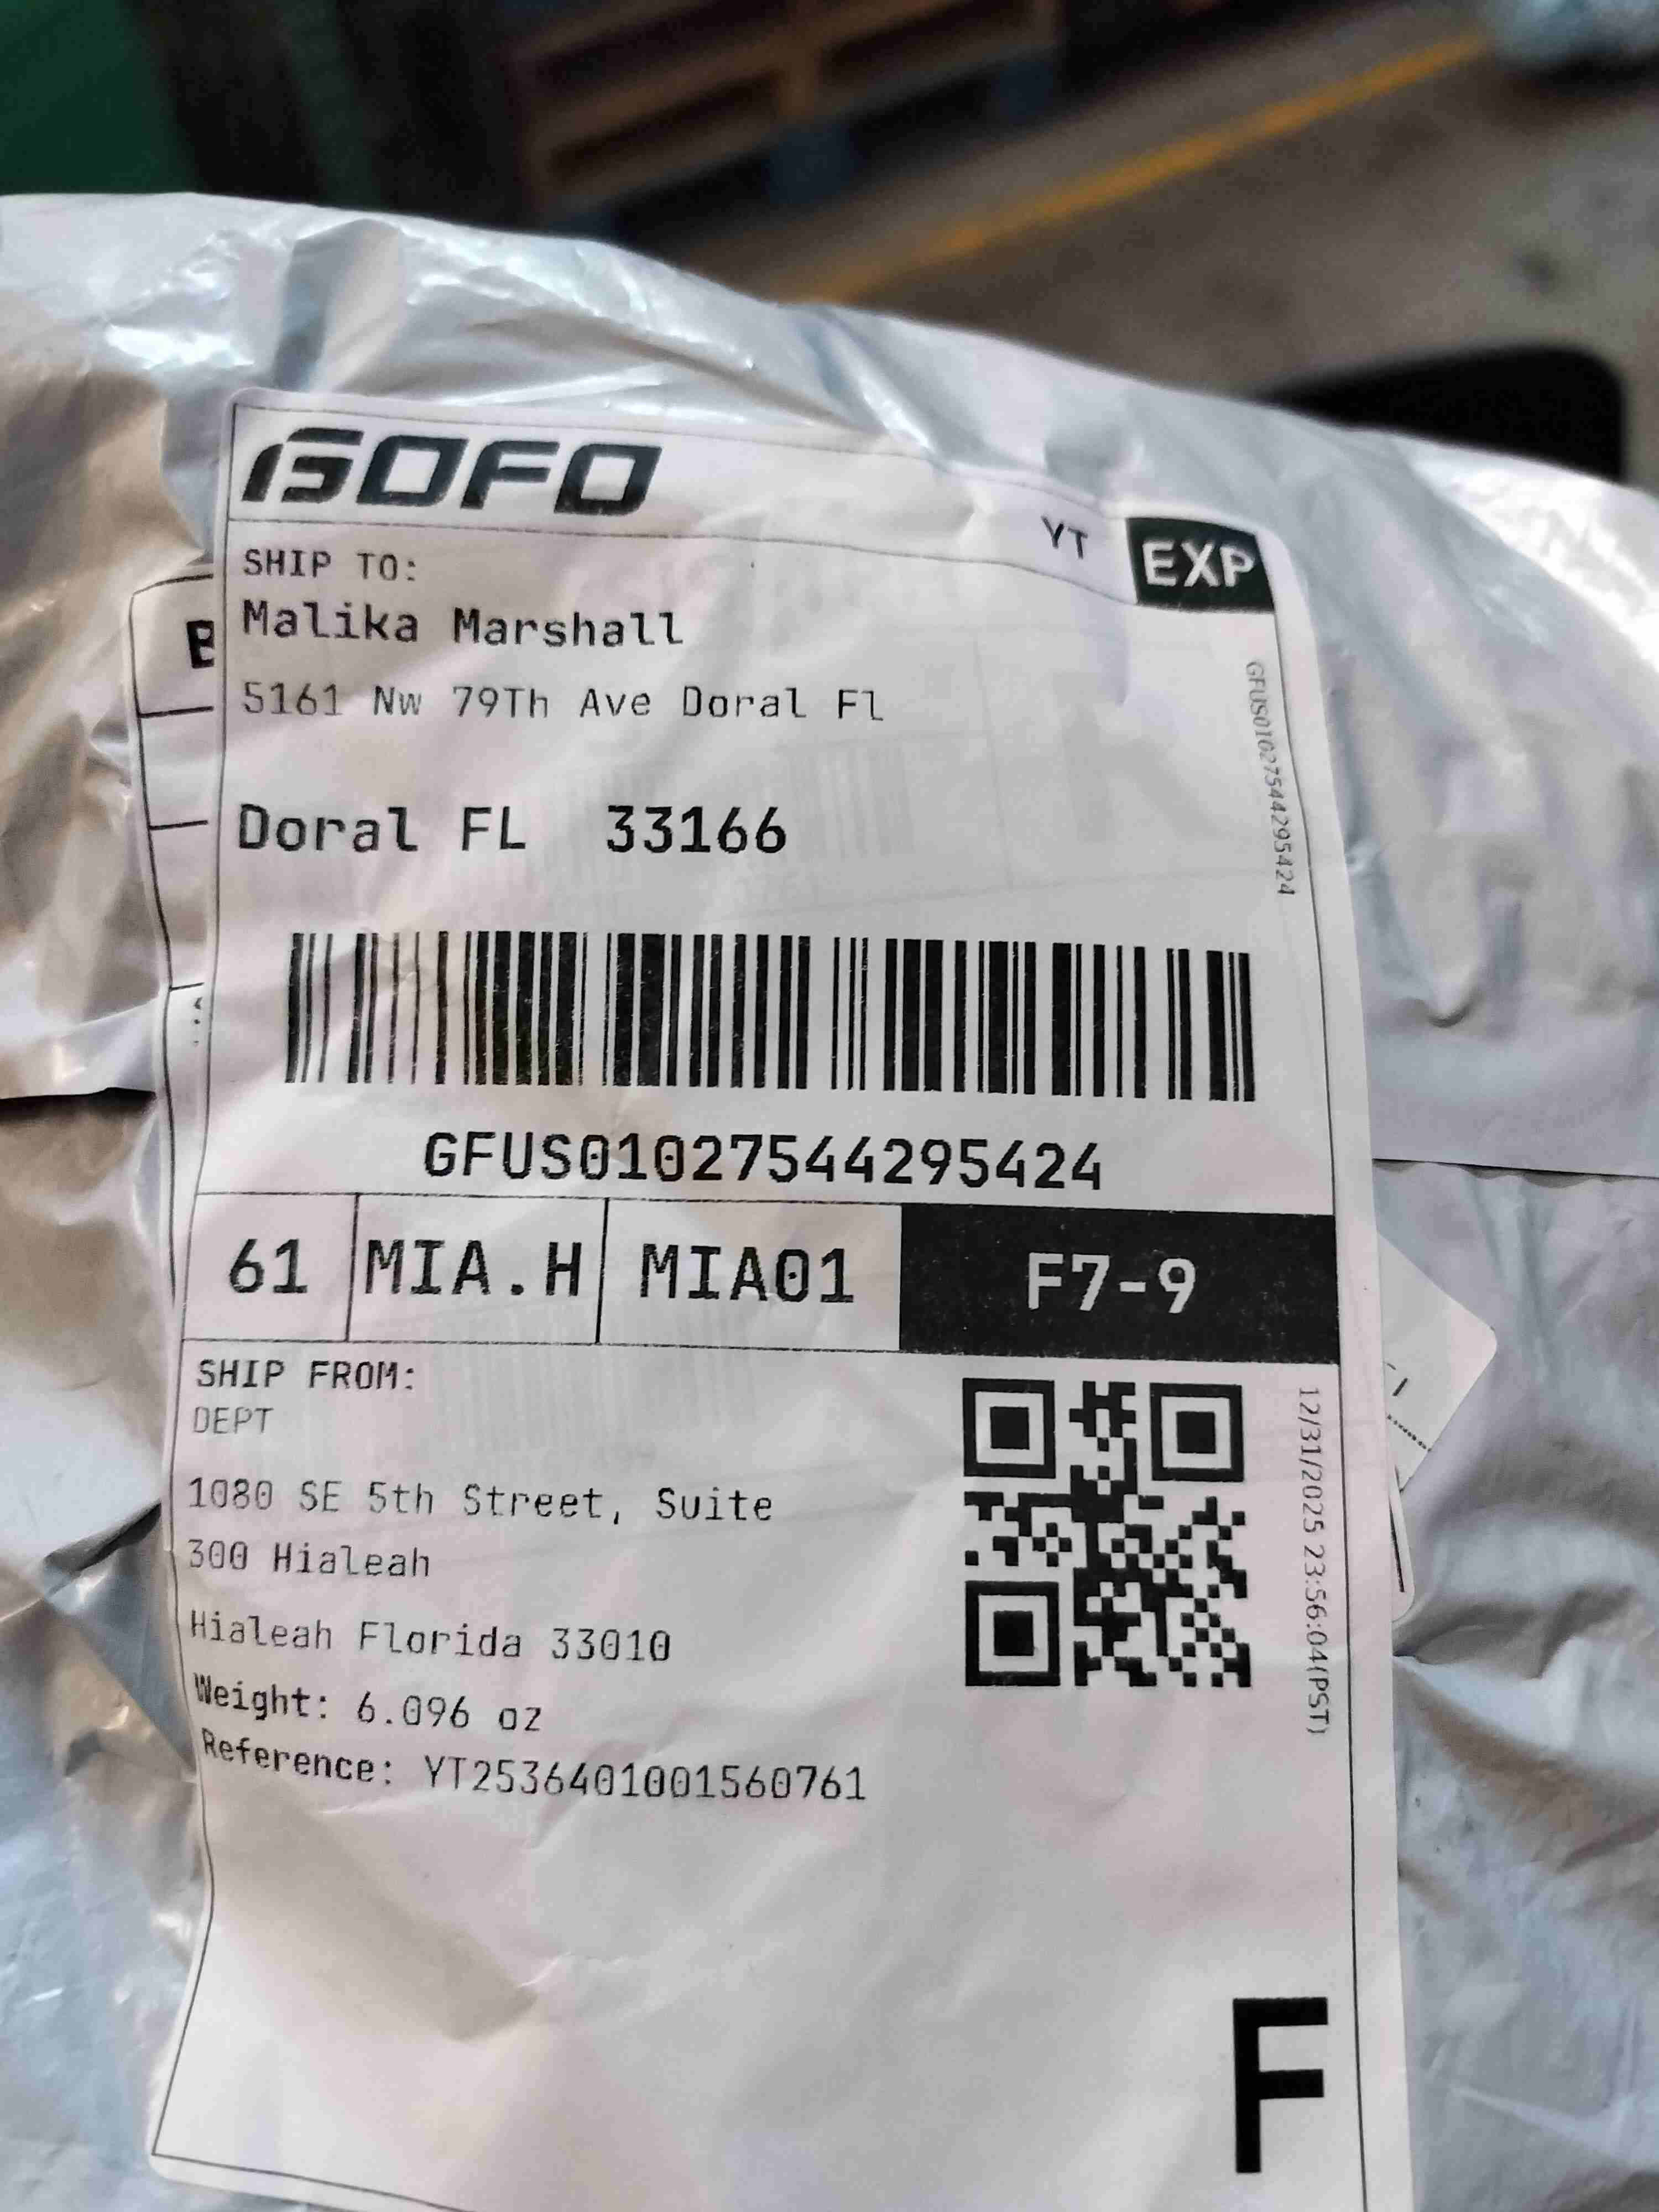 GOFO
YT
EXP
SHIP TO:
Malika Marshall
5161 Nw 79Th Ave Doral Fl
Doral FL 33166
GFUS01027544295424
GFUS01027544295424
61 MIA.H MIA01 F7-9
SHIP FROM:
DEPT
1080 SE 5th Street, Suite
300 Hialeah
Hialeah Florida 33010
Weight: 6.096 oz
Reference: YT2536401001560761
12/31/2025 23:56:04(PST)
F